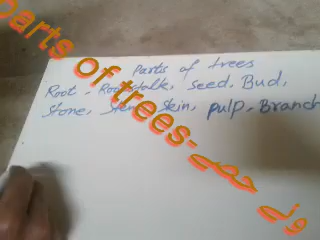 parts of trees-
Parts of trees
Root, Rootstalk, Seed, Bud,
Stone, Stem, Skin, pulp, Branch